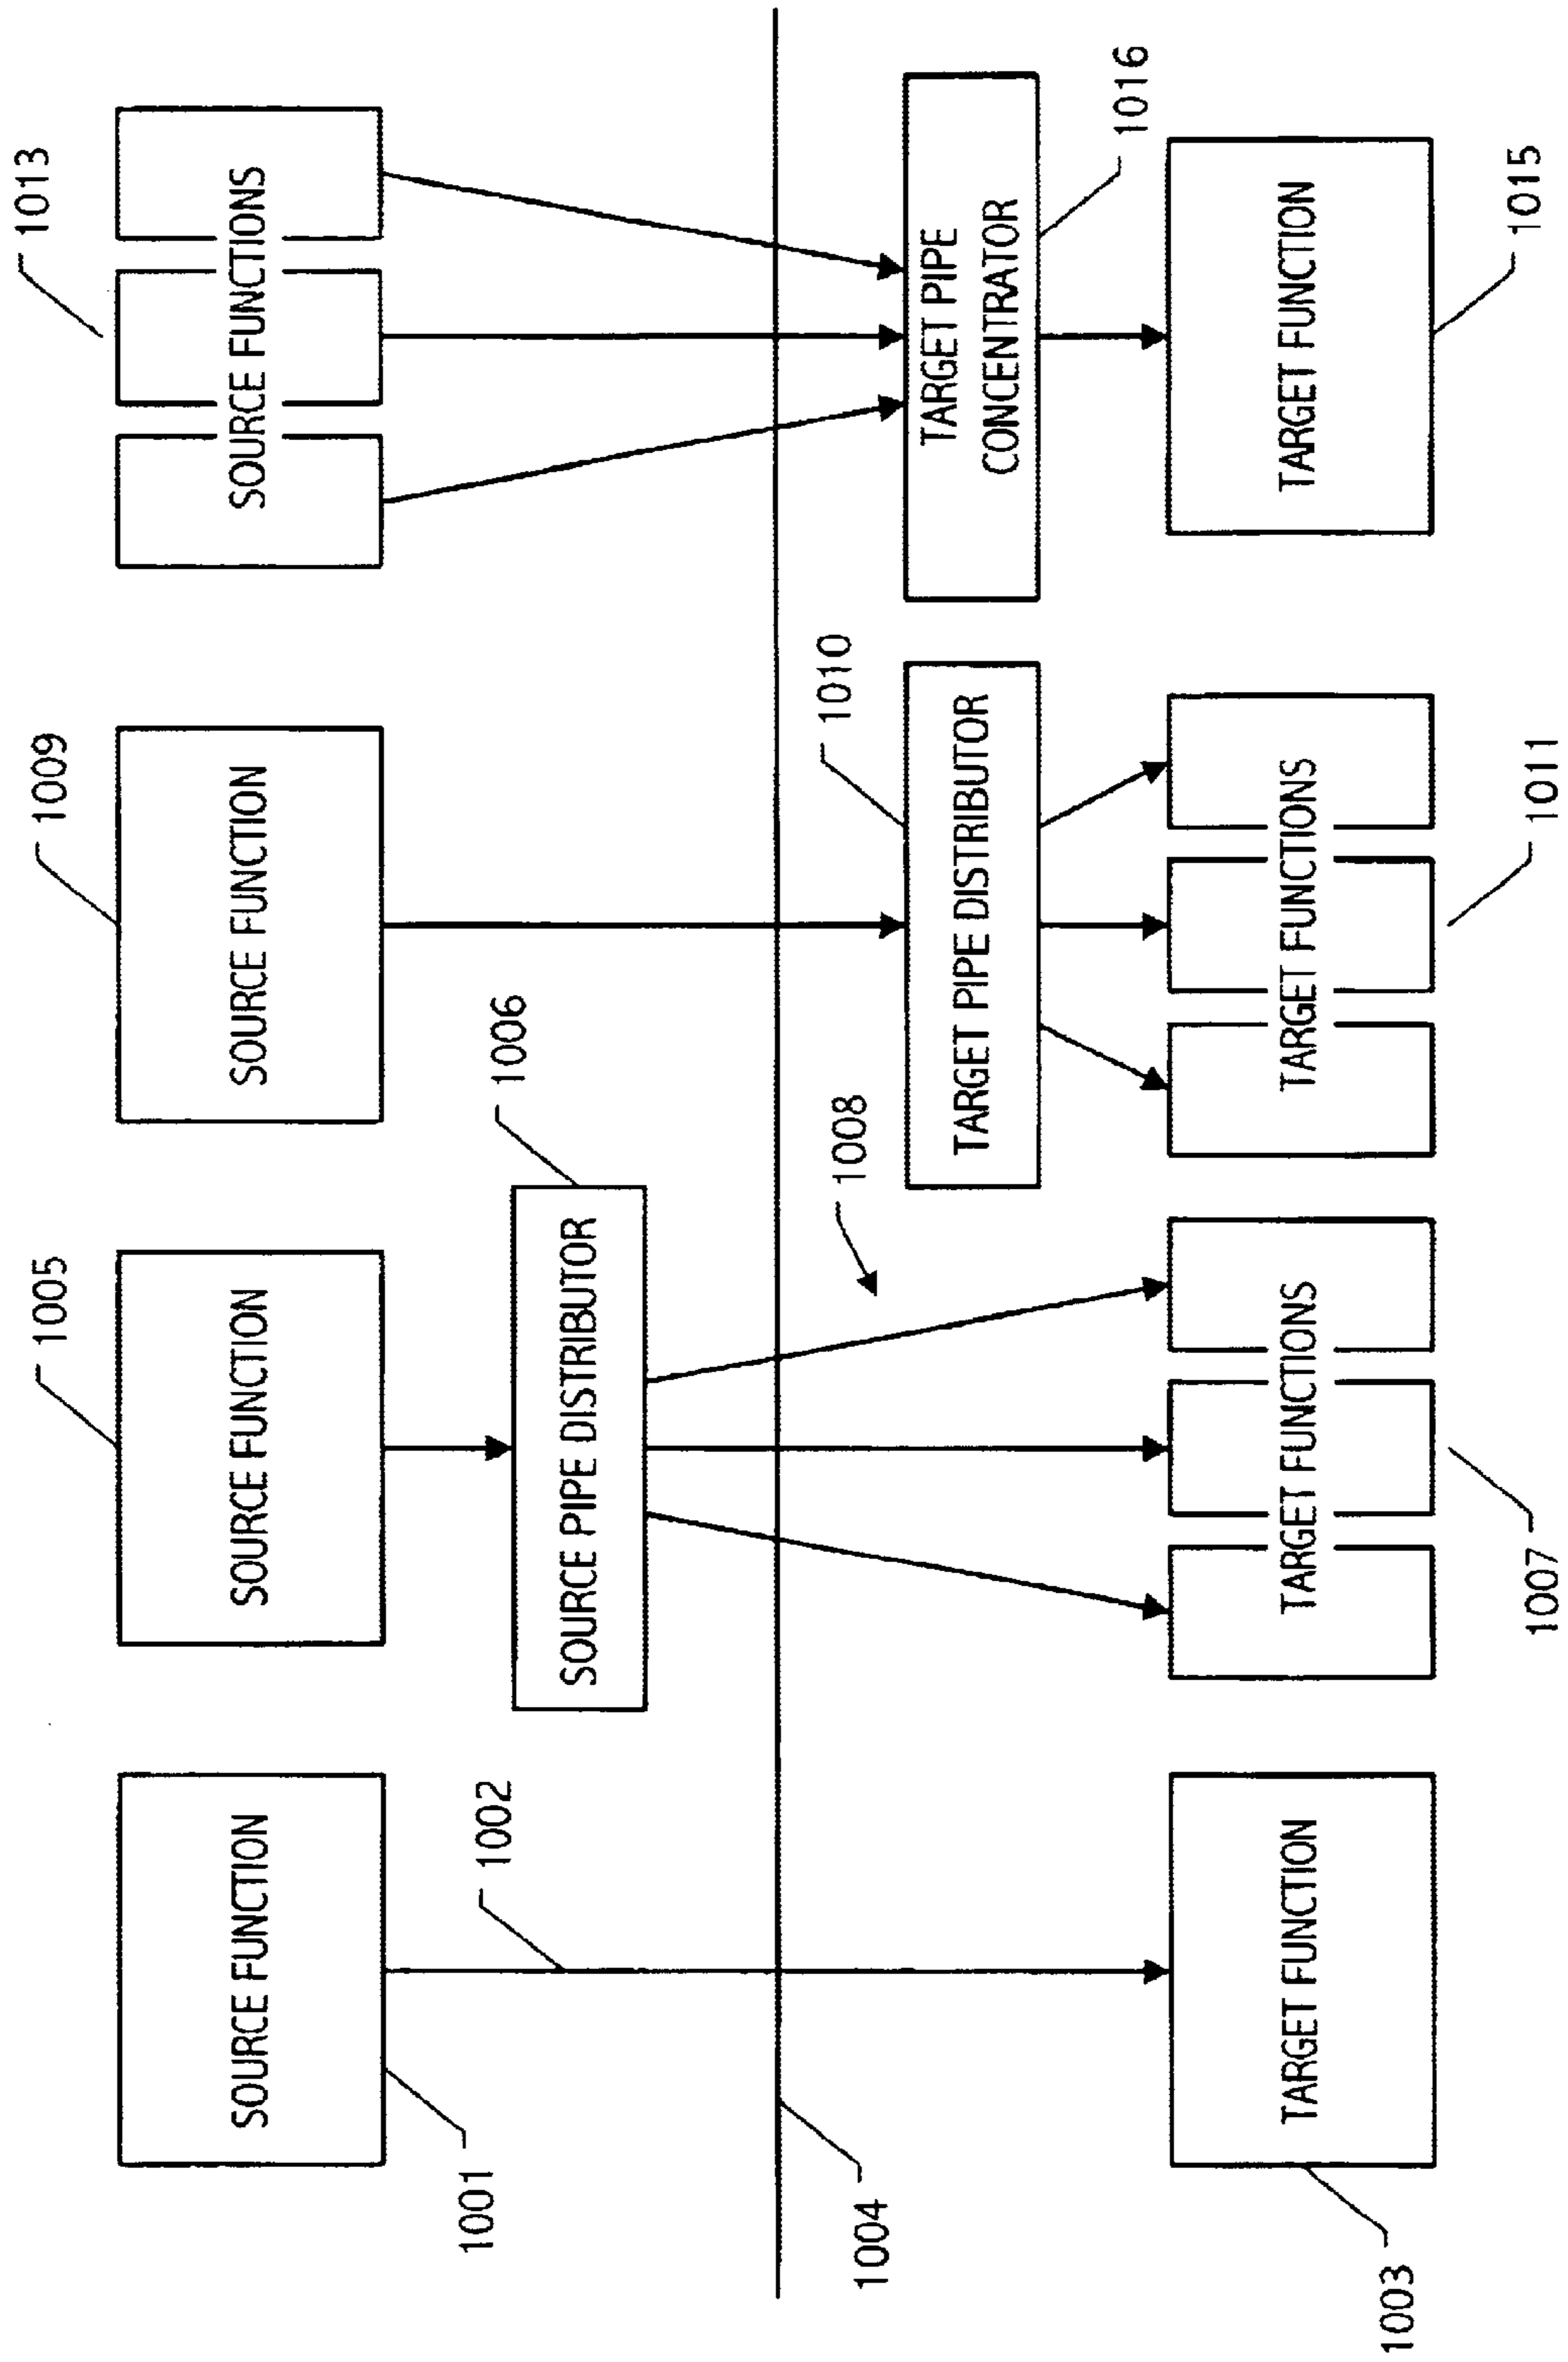 1001
SOURCE FUNCTION
1002
1004
1003
TARGET FUNCTION
1005
SOURCE FUNCTION
1006
SOURCE PIPE DISTRIBUTOR
1008
TARGET FUNCTIONS
1007
1009
SOURCE FUNCTION
1010
TARGET PIPE DISTRIBUTOR
TARGET FUNCTIONS
1011
1013
SOURCE FUNCTIONS
TARGET PIPE
CONCENTRATOR
1016
TARGET FUNCTION
1015